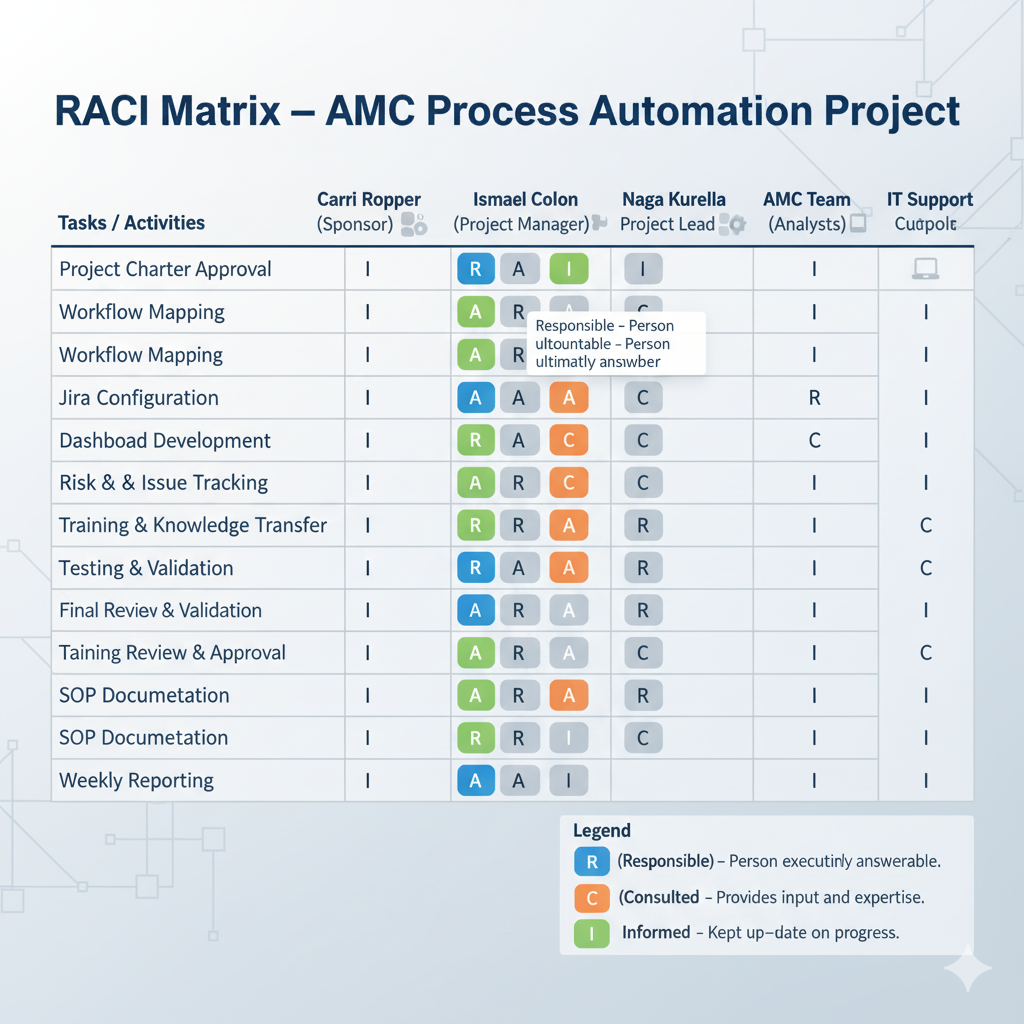 RACI Matrix – AMC Process Automation Project
Tasks / Activities
Carri Ropper
(Sponsor)
Ismael Colon
(Project Manager)
Naga Kurella
Project Lead
AMC Team
(Analysts)
IT Support
Project Charter Approval I R A I I I
Workflow Mapping I A R A C I I
Responsible – Person
ultountable – Person
ultimatly answber
Workflow Mapping I A R I I
Jira Configuration I A A A C R I
Dashboad Development I R A C C C I
Risk & & Issue Tracking I A R C C I I
Training & Knowledge Transfer I R R A R I C
Testing & Validation I R A A R I C
Final Reviev & Validation I A R A R I I
Taining Review & Approval I A R A C I C
SOP Documetation I A R A R I I
SOP Documetation I R R I C I I
Weekly Reporting I A A I I I
Legend
R (Responsible) – Person executinly answerable.
C (Consulted – Provides input and expertise.
I Informed – Kept up–date on progress.